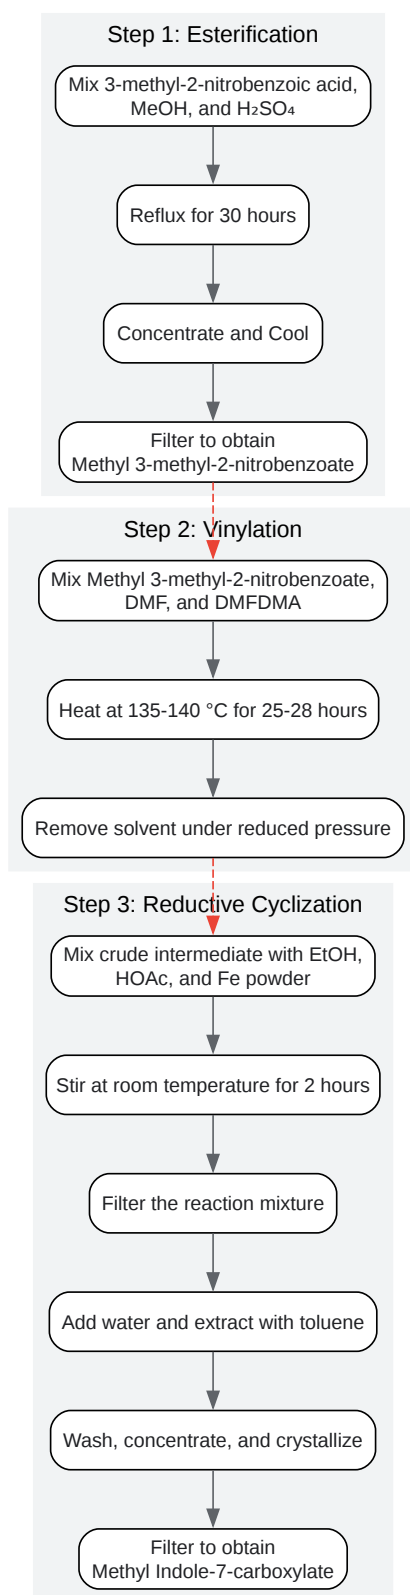 Step 1: Esterification
Mix 3-methyl-2-nitrobenzoic acid,
MeOH, and H₂SO₄
Reflux for 30 hours
Concentrate and Cool
Filter to obtain
Methyl 3-methyl-2-nitrobenzoate
Step 2: Vinylation
Mix Methyl 3-methyl-2-nitrobenzoate,
DMF, and DMFDMA
Heat at 135-140 °C for 25-28 hours
Remove solvent under reduced pressure
Step 3: Reductive Cyclization
Mix crude intermediate with EtOH,
HOAc, and Fe powder
Stir at room temperature for 2 hours
Filter the reaction mixture
Add water and extract with toluene
Wash, concentrate, and crystallize
Filter to obtain
Methyl Indole-7-carboxylate